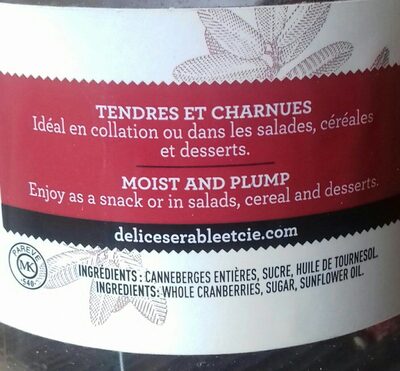 TENDRES ET CHARNUES
Idéal en collation ou dans les salades, céréales
et desserts.
MOIST AND PLUMP
Enjoy as a snack or in salads, cereal and desserts.
deliceserableetcie.com
PAREVE
MK
-546-
INGRÉDIENTS : CANNEBERGES ENTIÈRES, SUCRE, HUILE DE TOURNESOL.
INGREDIENTS: WHOLE CRANBERRIES, SUGAR, SUNFLOWER OIL.